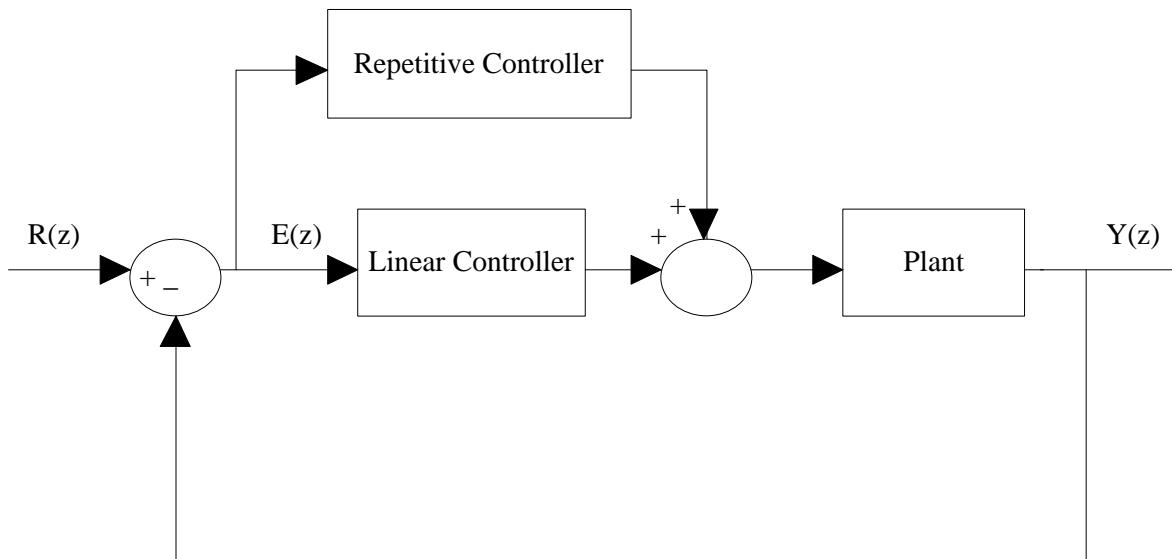 Repetitive Controller
+
+
R(z)
E(z)
Y(z)
Linear Controller
Plant
+
−